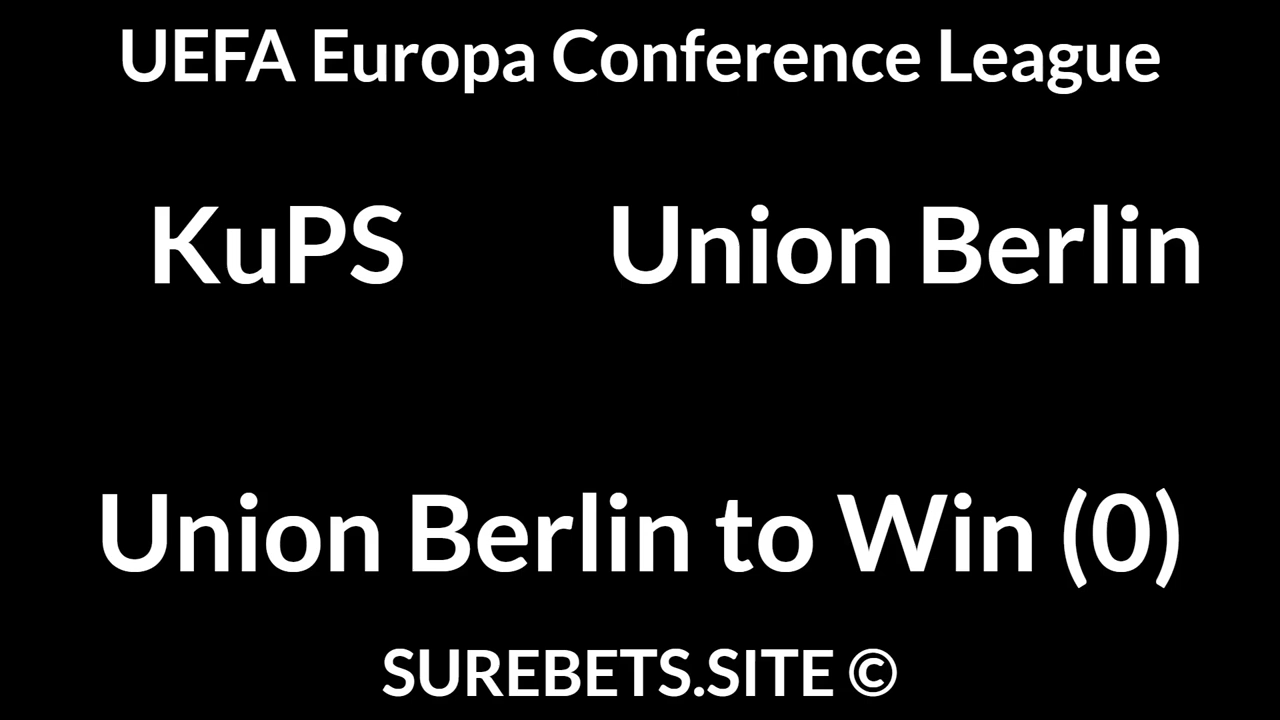 UEFA Europa Conference League
KuPS Union Berlin
Union Berlin to Win (0)
SUREBETS.SITE ©